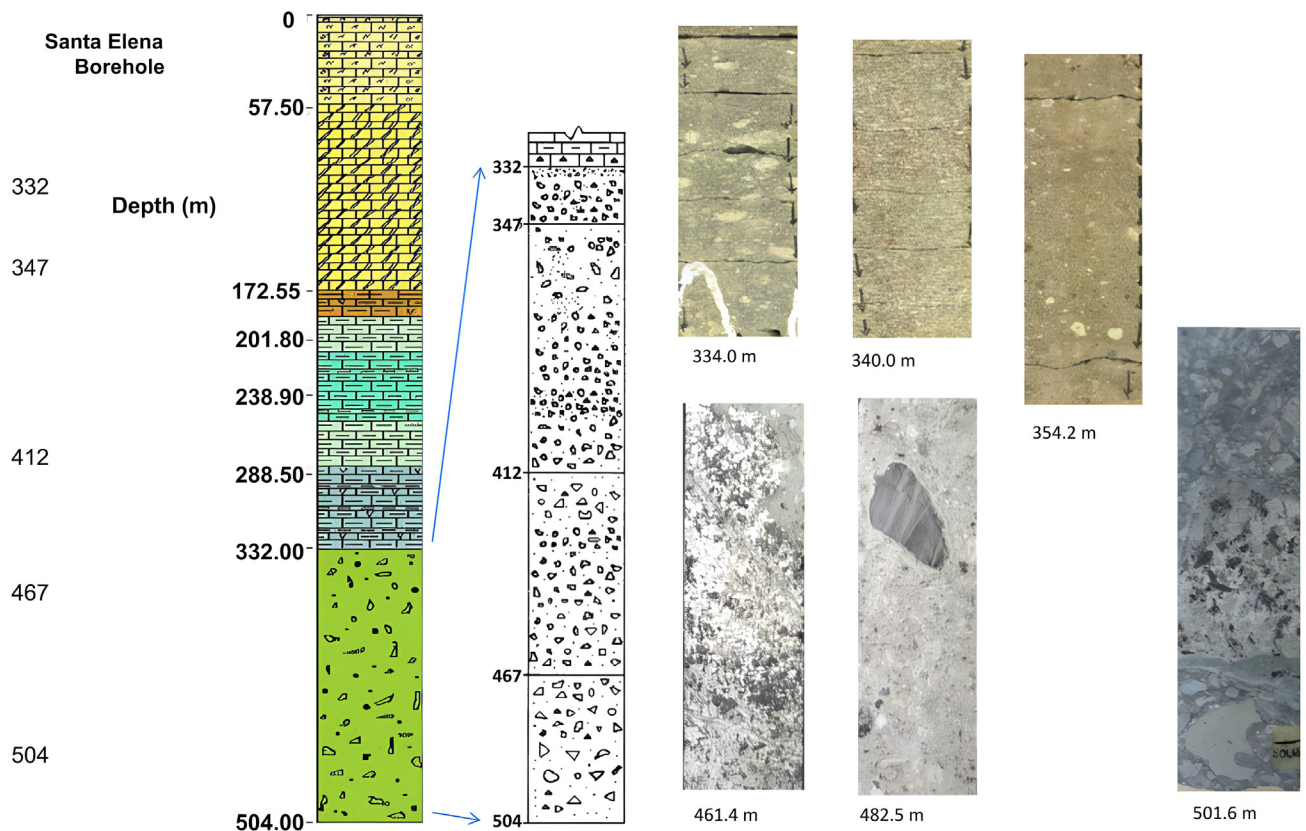 Santa Elena
Borehole
Depth (m)
332
347
412
467
504
0
57.50
172.55
201.80
238.90
288.50
332.00
504.00
332
347
412
467
504
334.0 m
340.0 m
354.2 m
461.4 m
482.5 m
501.6 m